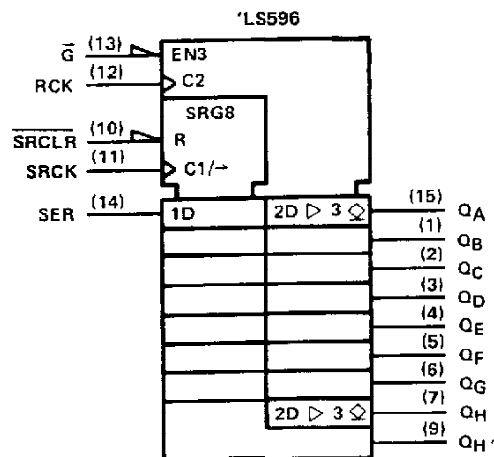 'LS596
G̅ (13) EN3
RCK (12) C2
SRG8
S̅R̅C̅L̅R̅ (10) R
SRCK (11) C1/→
SER (14) 1D 2D ▷ 3 ◇̲ (15) QA
(1) QB
(2) QC
(3) QD
(4) QE
(5) QF
(6) QG
2D ▷ 3 ◇̲ (7) QH
(9) QH'